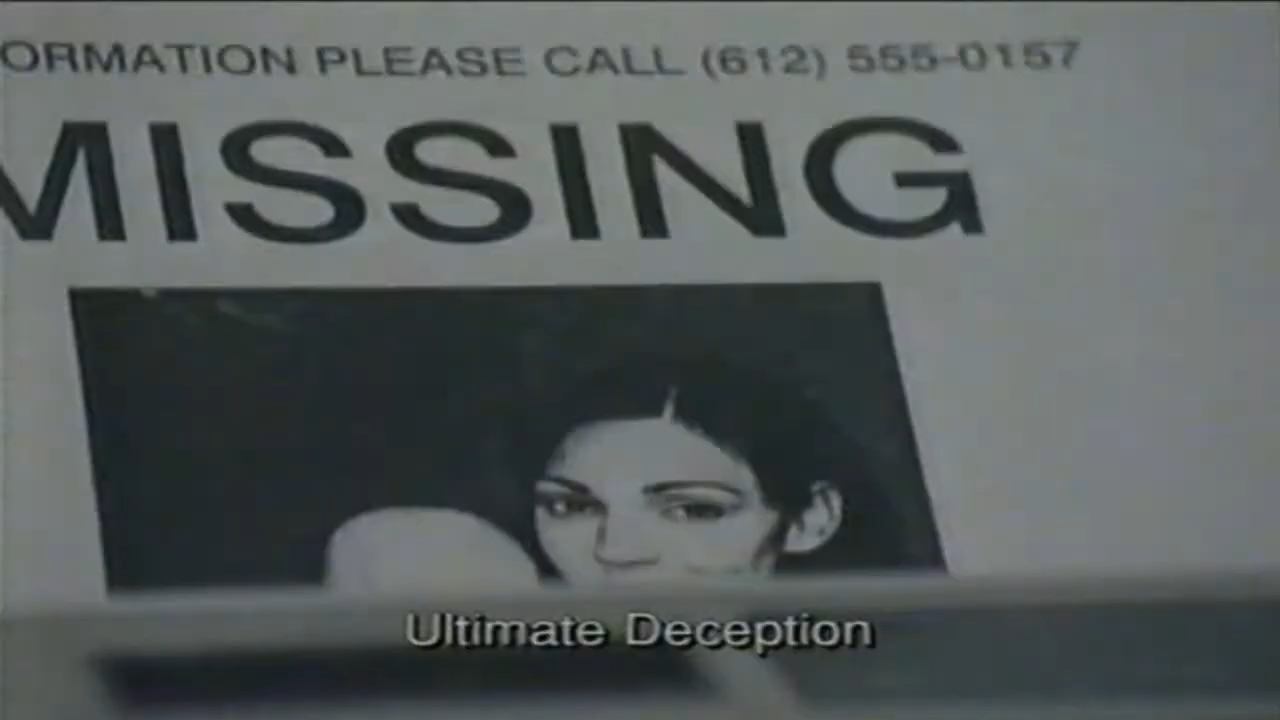 ORMATION PLEASE CALL (612) 555-0157
MISSING
Ultimate Deception